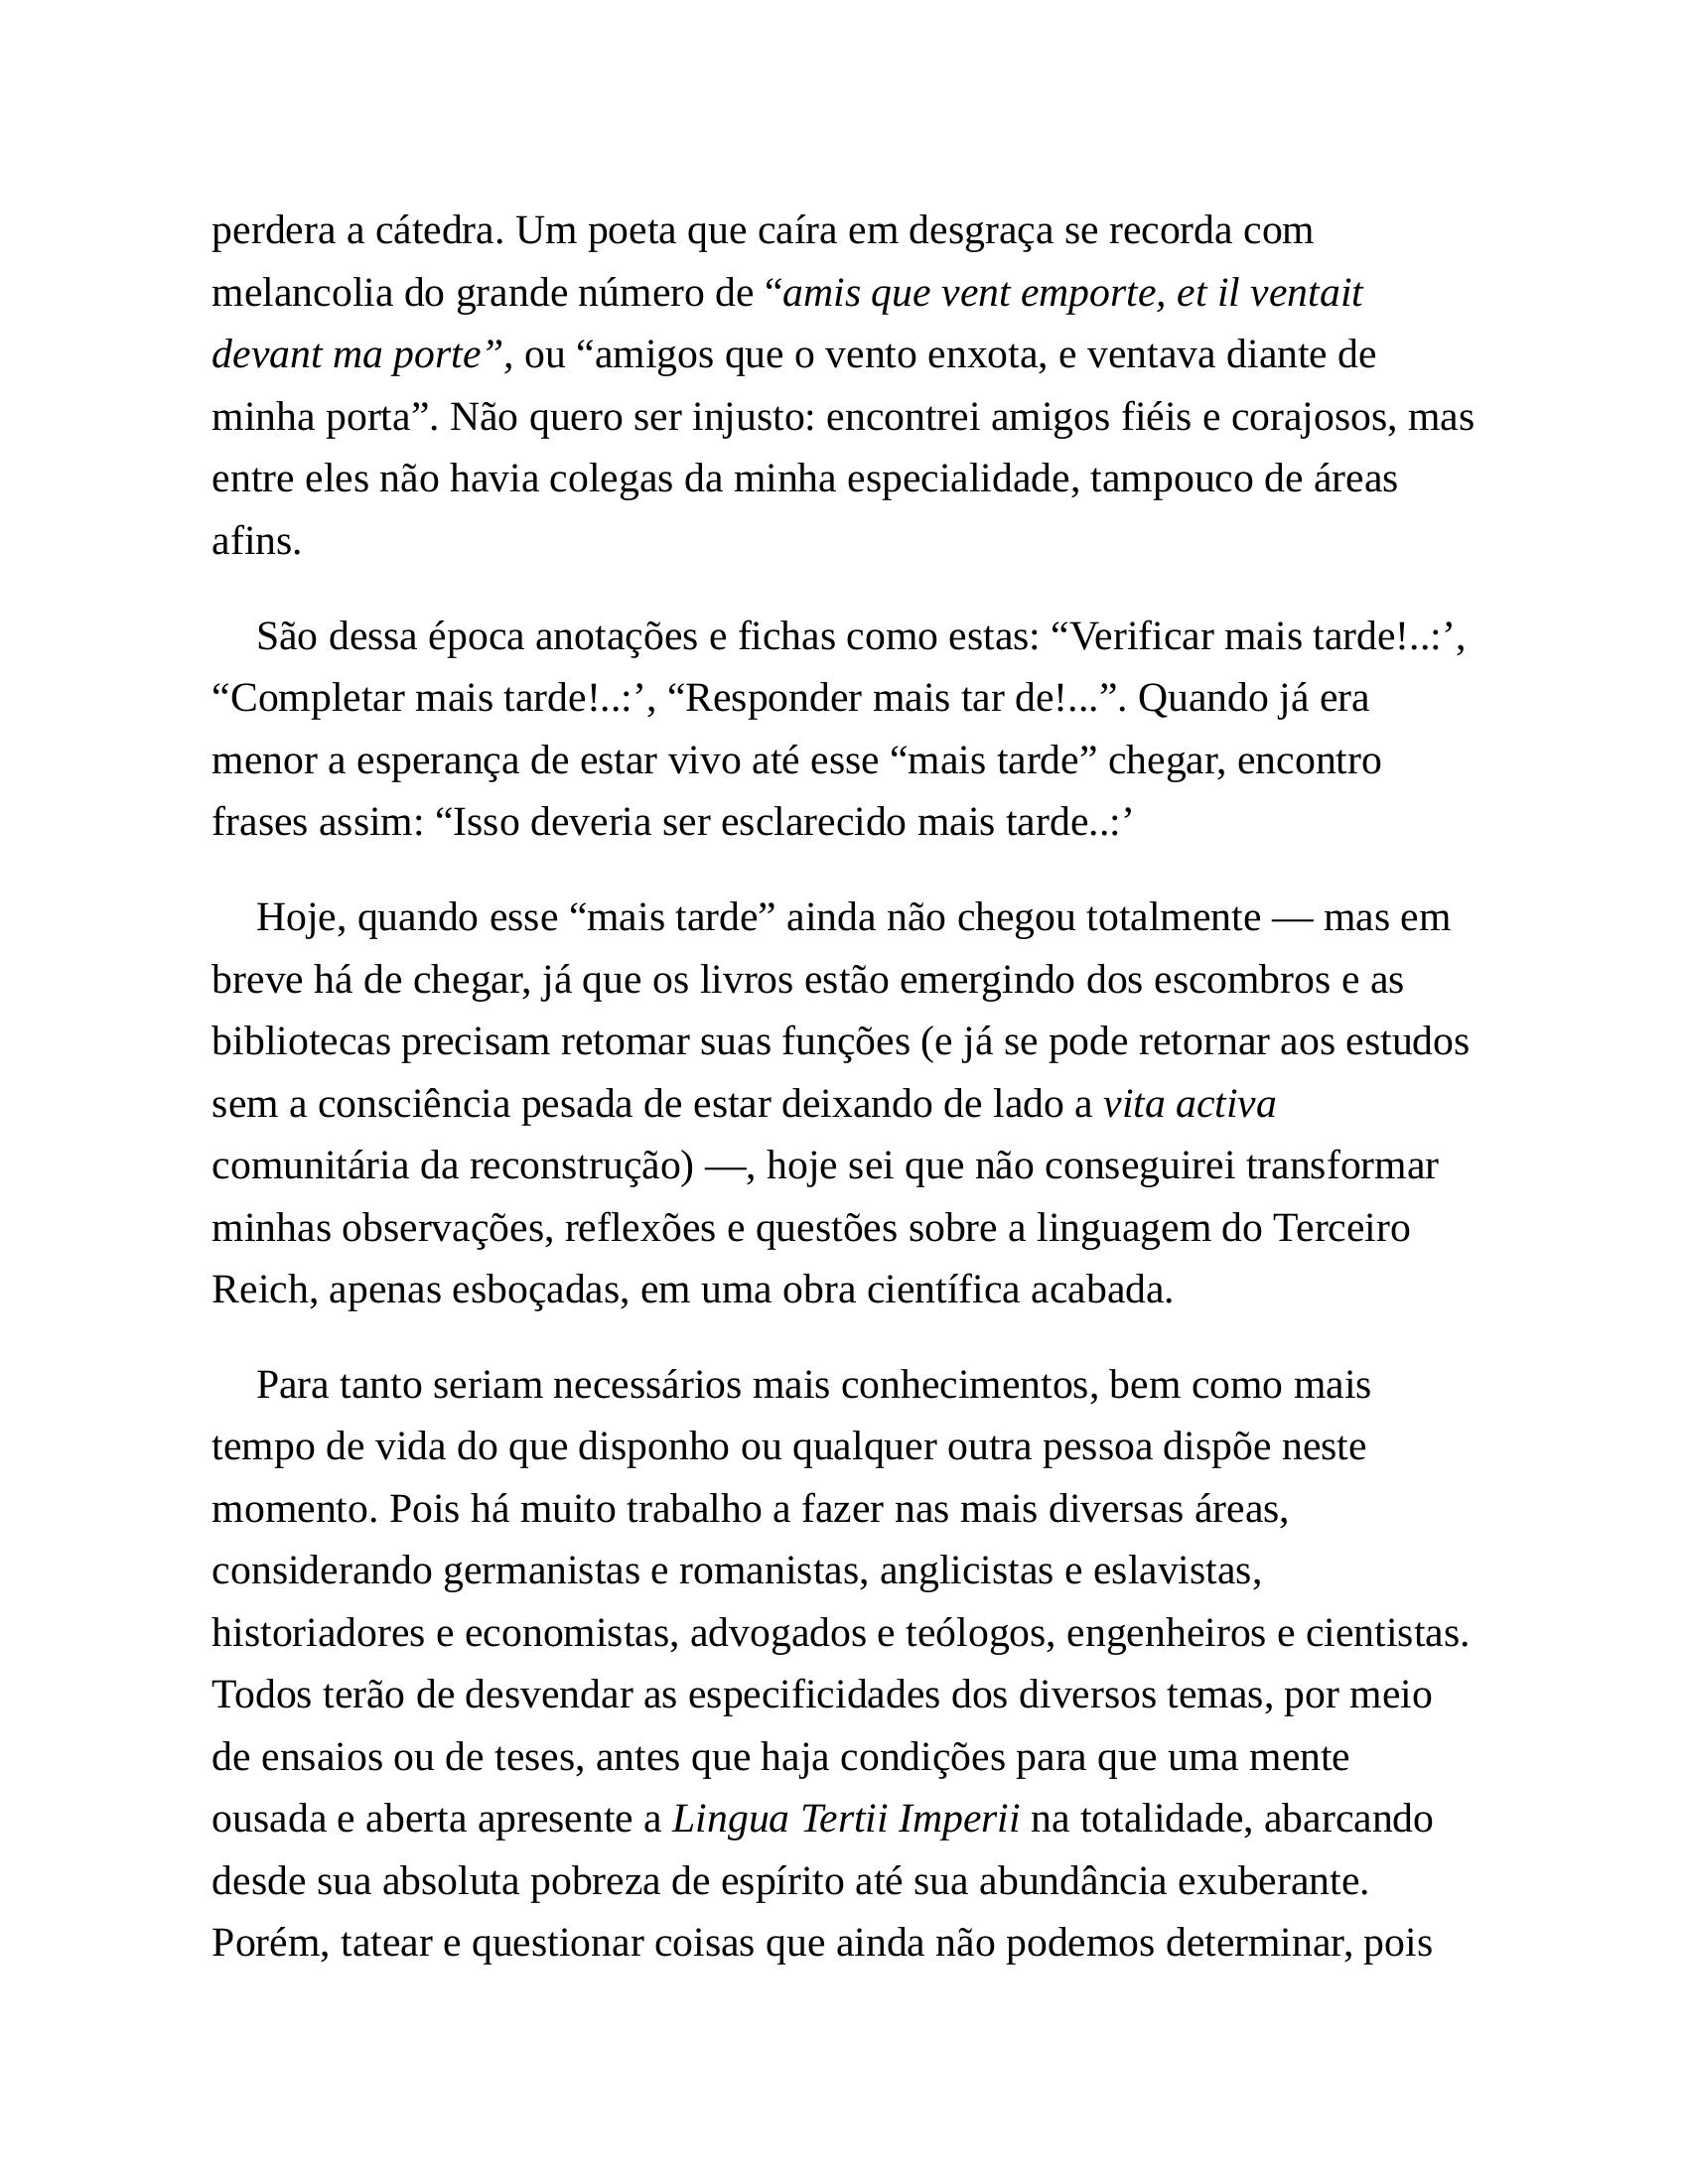 perdera a cátedra. Um poeta que caíra em desgraça se recorda com
melancolia do grande número de “amis que vent emporte, et il ventait
devant ma porte”, ou “amigos que o vento enxota, e ventava diante de
minha porta”. Não quero ser injusto: encontrei amigos fiéis e corajosos, mas
entre eles não havia colegas da minha especialidade, tampouco de áreas
afins.
São dessa época anotações e fichas como estas: “Verificar mais tarde!..:’,
“Completar mais tarde!..:’, “Responder mais tar de!...”. Quando já era
menor a esperança de estar vivo até esse “mais tarde” chegar, encontro
frases assim: “Isso deveria ser esclarecido mais tarde..:’
Hoje, quando esse “mais tarde” ainda não chegou totalmente — mas em
breve há de chegar, já que os livros estão emergindo dos escombros e as
bibliotecas precisam retomar suas funções (e já se pode retornar aos estudos
sem a consciência pesada de estar deixando de lado a vita activa
comunitária da reconstrução) —, hoje sei que não conseguirei transformar
minhas observações, reflexões e questões sobre a linguagem do Terceiro
Reich, apenas esboçadas, em uma obra científica acabada.
Para tanto seriam necessários mais conhecimentos, bem como mais
tempo de vida do que disponho ou qualquer outra pessoa dispõe neste
momento. Pois há muito trabalho a fazer nas mais diversas áreas,
considerando germanistas e romanistas, anglicistas e eslavistas,
historiadores e economistas, advogados e teólogos, engenheiros e cientistas.
Todos terão de desvendar as especificidades dos diversos temas, por meio
de ensaios ou de teses, antes que haja condições para que uma mente
ousada e aberta apresente a Lingua Tertii Imperii na totalidade, abarcando
desde sua absoluta pobreza de espírito até sua abundância exuberante.
Porém, tatear e questionar coisas que ainda não podemos determinar, pois